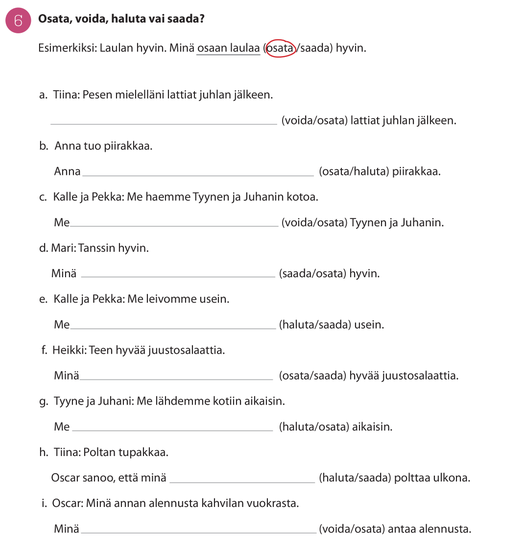 6 Osata, voida, haluta vai saada?
Esimerkiksi: Laulan hyvin. Minä osaan laulaa (osata/saada) hyvin.
a. Tiina: Pesen mielelläni lattiat juhlan jälkeen.
(voida/osata) lattiat juhlan jälkeen.
b. Anna tuo piirakkaa.
Anna (osata/haluta) piirakkaa.
c. Kalle ja Pekka: Me haemme Tyynen ja Juhanin kotoa.
Me (voida/osata) Tyynen ja Juhanin.
d. Mari: Tanssin hyvin.
Minä (saada/osata) hyvin.
e. Kalle ja Pekka: Me leivomme usein.
Me (haluta/saada) usein.
f. Heikki: Teen hyvää juustosalaattia.
Minä (osata/saada) hyvää juustosalaattia.
g. Tyyne ja Juhani: Me lähdemme kotiin aikaisin.
Me (haluta/osata) aikaisin.
h. Tiina: Poltan tupakkaa.
Oscar sanoo, että minä (haluta/saada) polttaa ulkona.
i. Oscar: Minä annan alennusta kahvilan vuokrasta.
Minä (voida/osata) antaa alennusta.